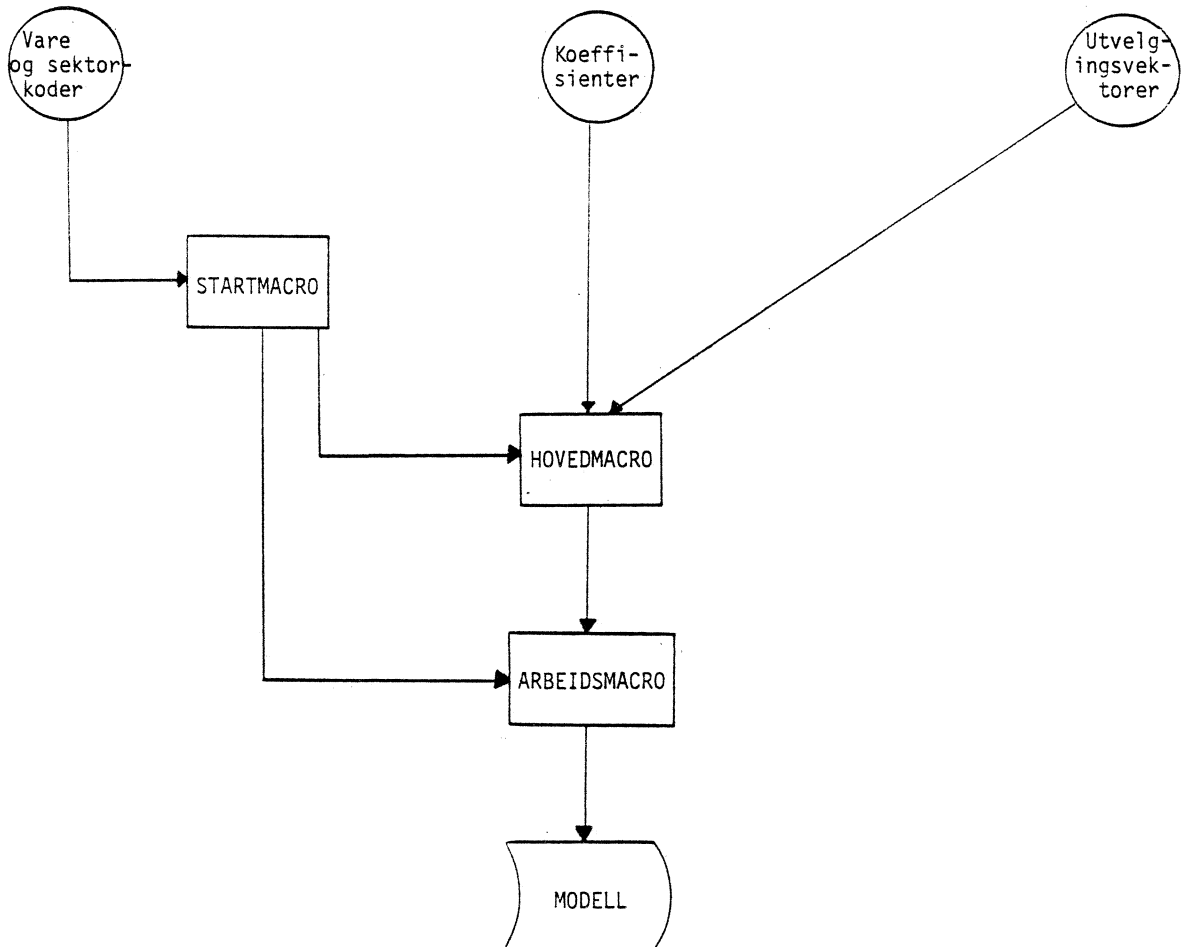 Vare
og sektor-
koder
Koeffi-
sienter
Utvelg-
ingsvek-
torer
STARTMACRO
HOVEDMACRO
ARBEIDSMACRO
MODELL